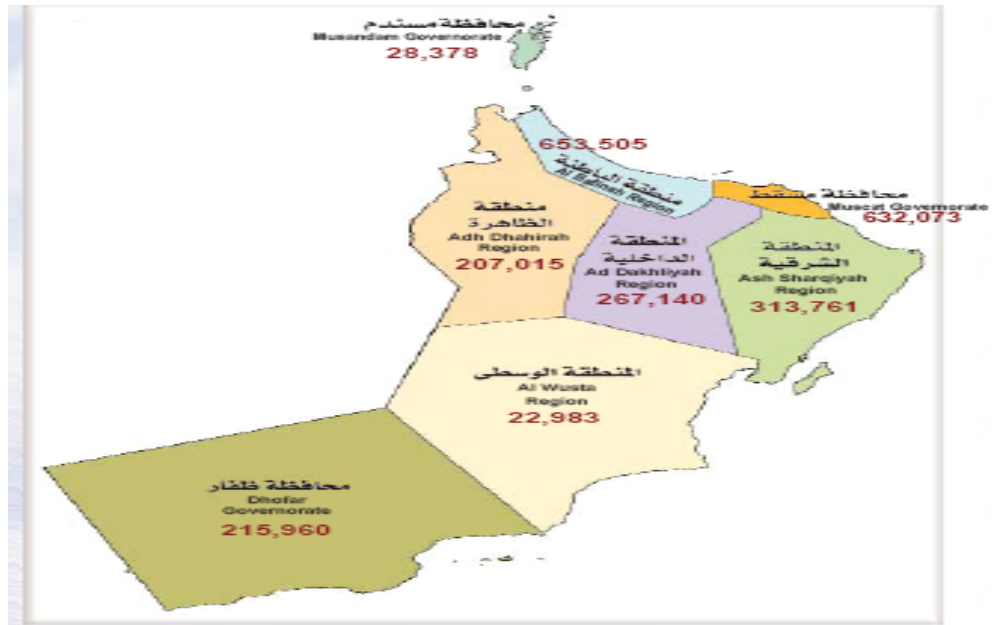 محافظة مسندم
Musandam Governorate
28,378
653,505
منطقة الباطنة
Al Batinah Region
محافظة مسقط
Muscat Governorate
632,073
منطقة
الظاهرة
Adh Dhahirah
Region
207,015
المنطقة
الداخلية
Ad Dakhliyah
Region
267,140
المنطقة
الشرقية
Ash Sharqiyah
Region
313,761
المنطقة الوسطى
Al Wusta
Region
22,983
محافظة ظفار
Dhofar
Governorate
215,960